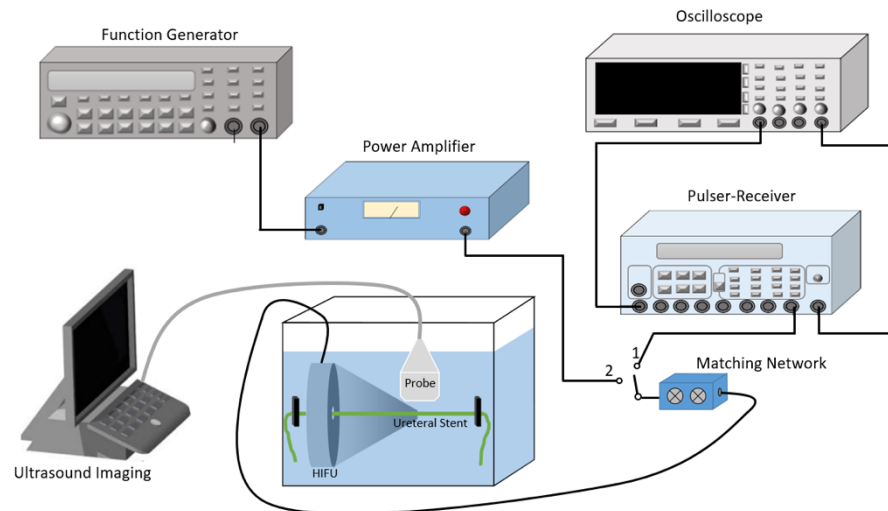 Oscilloscope
Function Generator
Power Amplifier
Pulser-Receiver
1
2
Matching Network
Probe
Ureteral Stent
HIFU
Ultrasound Imaging